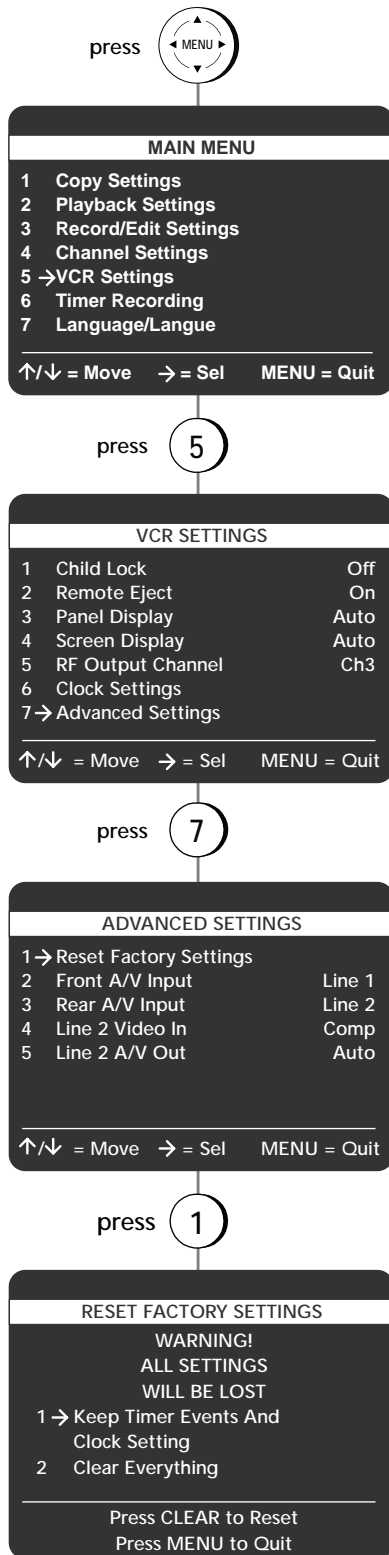 press MENU
MAIN MENU
1 Copy Settings
2 Playback Settings
3 Record/Edit Settings
4 Channel Settings
5 →VCR Settings
6 Timer Recording
7 Language/Langue
↑/↓ = Move → = Sel MENU = Quit
press 5
VCR SETTINGS
1 Child Lock Off
2 Remote Eject On
3 Panel Display Auto
4 Screen Display Auto
5 RF Output Channel Ch3
6 Clock Settings
7→ Advanced Settings
↑/↓ = Move → = Sel MENU = Quit
press 7
ADVANCED SETTINGS
1→ Reset Factory Settings
2 Front A/V Input Line 1
3 Rear A/V Input Line 2
4 Line 2 Video In Comp
5 Line 2 A/V Out Auto
↑/↓ = Move → = Sel MENU = Quit
press 1
RESET FACTORY SETTINGS
WARNING!
ALL SETTINGS
WILL BE LOST
1 → Keep Timer Events And
Clock Setting
2 Clear Everything
Press CLEAR to Reset
Press MENU to Quit